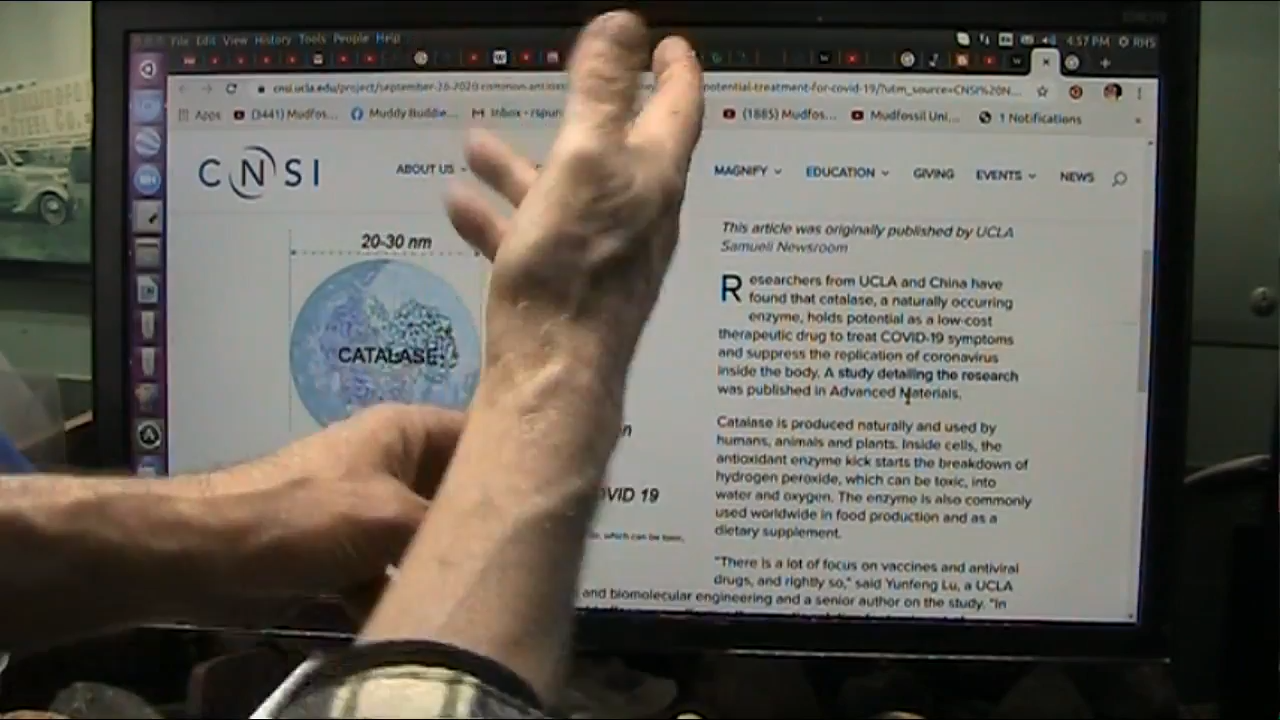 File Edit View History Tools People Help
4:57 PM RHS
cnsi.ucla.edu/project/september-26-2020-common-antiox potential-treatment-for-covid-19/?utm_source=CNSI%20N...
Apps (3441) Mudfos... Muddy Buddie... Inbox - rspun (1885) Mudfos... Mudfossil Uni... 1 Notifications
CNSI ABOUT US MAGNIFY EDUCATION GIVING EVENTS NEWS
20-30 nm
CATALASE
OVID 19
which can be toxic,
This article was originally published by UCLA
Samueli Newsroom
Researchers from UCLA and China have
found that catalase, a naturally occurring
enzyme, holds potential as a low-cost
therapeutic drug to treat COVID-19 symptoms
and suppress the replication of coronavirus
inside the body. A study detailing the research
was published in Advanced Materials.
Catalase is produced naturally and used by
humans, animals and plants. Inside cells, the
antioxidant enzyme kick starts the breakdown of
hydrogen peroxide, which can be toxic, into
water and oxygen. The enzyme is also commonly
used worldwide in food production and as a
dietary supplement.
"There is a lot of focus on vaccines and antiviral
drugs, and rightly so," said Yunfeng Lu, a UCLA
and biomolecular engineering and a senior author on the study. "In